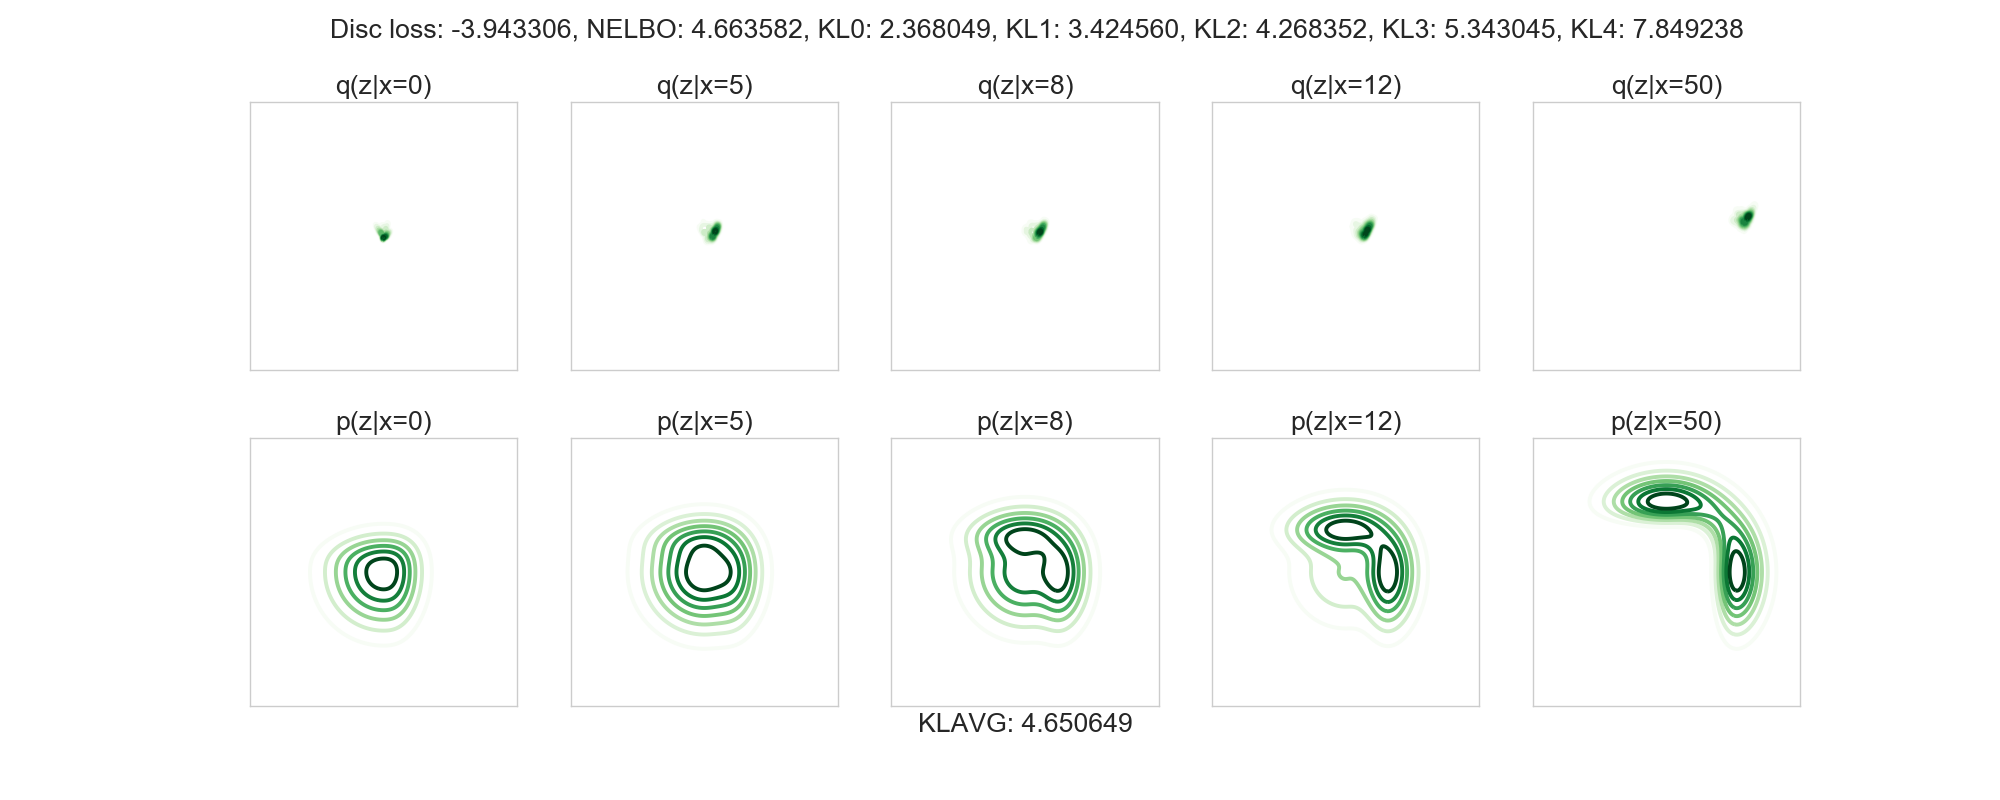 Disc loss: -3.943306, NELBO: 4.663582, KL0: 2.368049, KL1: 3.424560, KL2: 4.268352, KL3: 5.343045, KL4: 7.849238
q(z|x=0) q(z|x=5) q(z|x=8) q(z|x=12) q(z|x=50)
p(z|x=0) p(z|x=5) p(z|x=8) p(z|x=12) p(z|x=50)
KLAVG: 4.650649